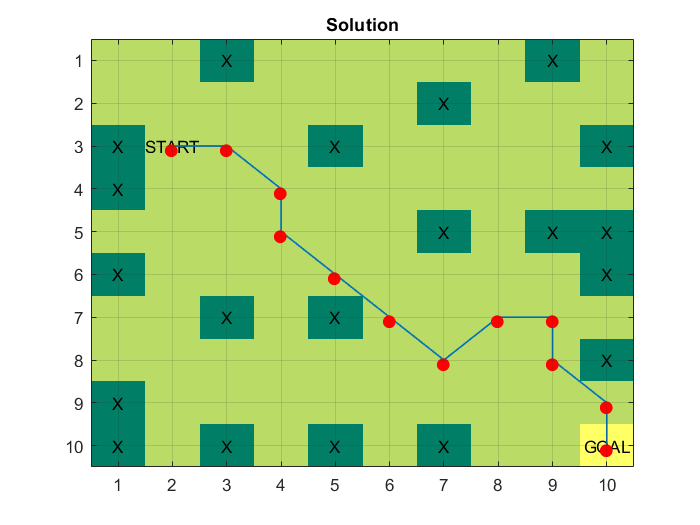 Solution
1 X X
2 X
3 X START X X
4 X
5 X X X
6 X X
7 X X
8 X
9 X
10 X X X X GOAL
1 2 3 4 5 6 7 8 9 10